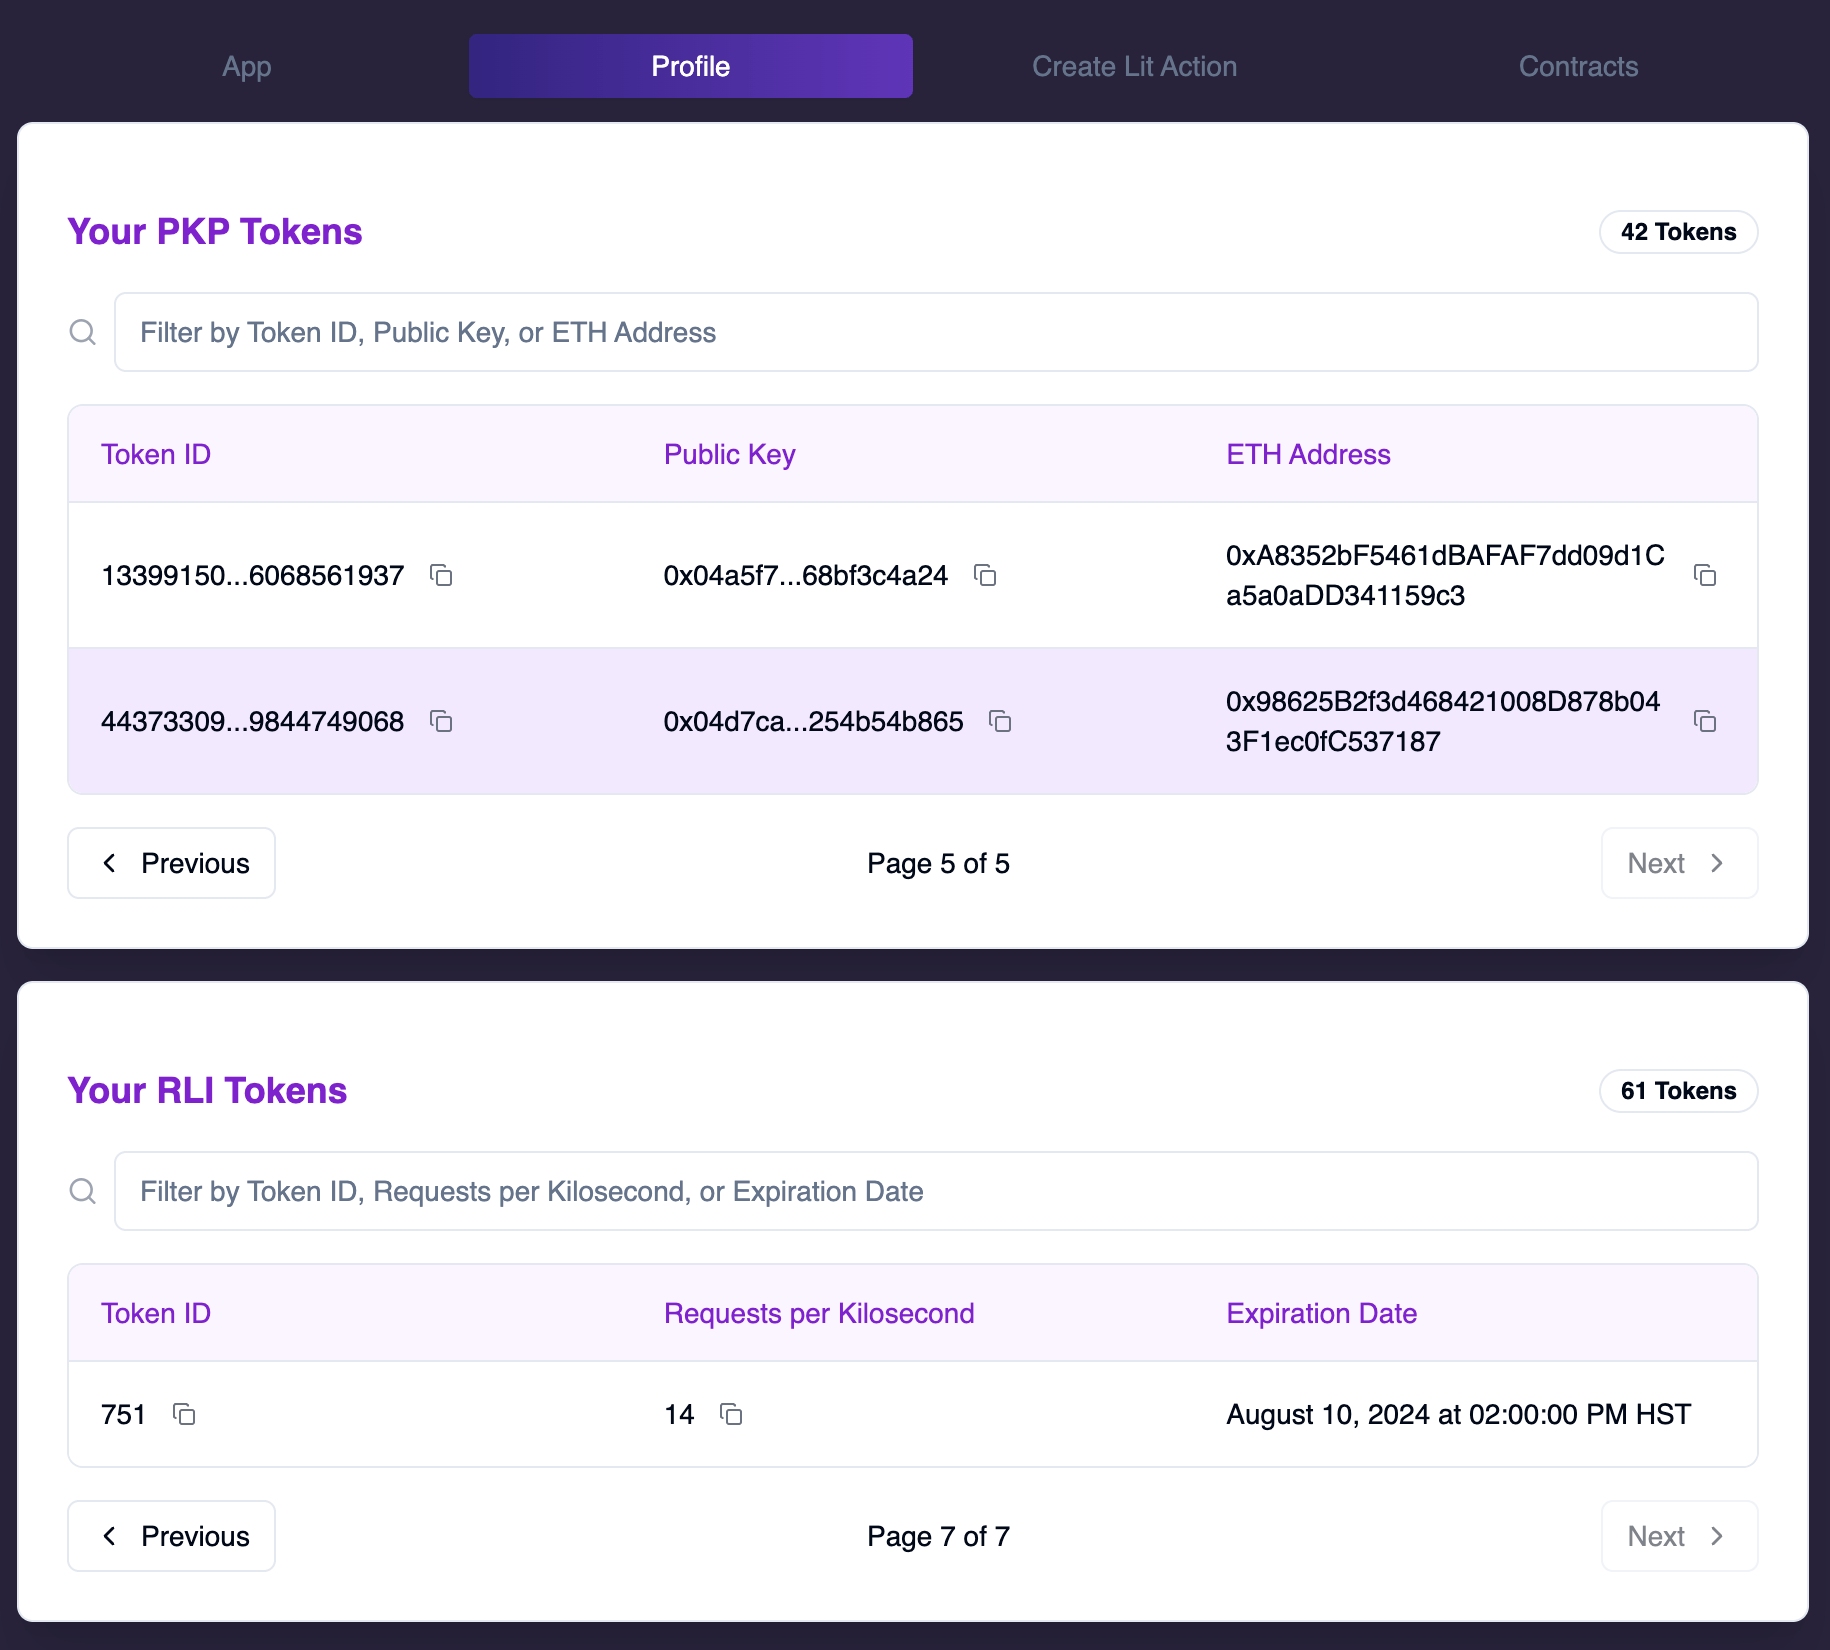 App
Profile
Create Lit Action
Contracts
Your PKP Tokens
42 Tokens
Filter by Token ID, Public Key, or ETH Address
Token ID
Public Key
ETH Address
13399150...6068561937
0x04a5f7...68bf3c4a24
0xA8352bF5461dBAFAF7dd09d1C
a5a0aDD341159c3
44373309...9844749068
0x04d7ca...254b54b865
0x98625B2f3d468421008D878b04
3F1ec0fC537187
Previous
Page 5 of 5
Next
Your RLI Tokens
61 Tokens
Filter by Token ID, Requests per Kilosecond, or Expiration Date
Token ID
Requests per Kilosecond
Expiration Date
751
14
August 10, 2024 at 02:00:00 PM HST
Previous
Page 7 of 7
Next